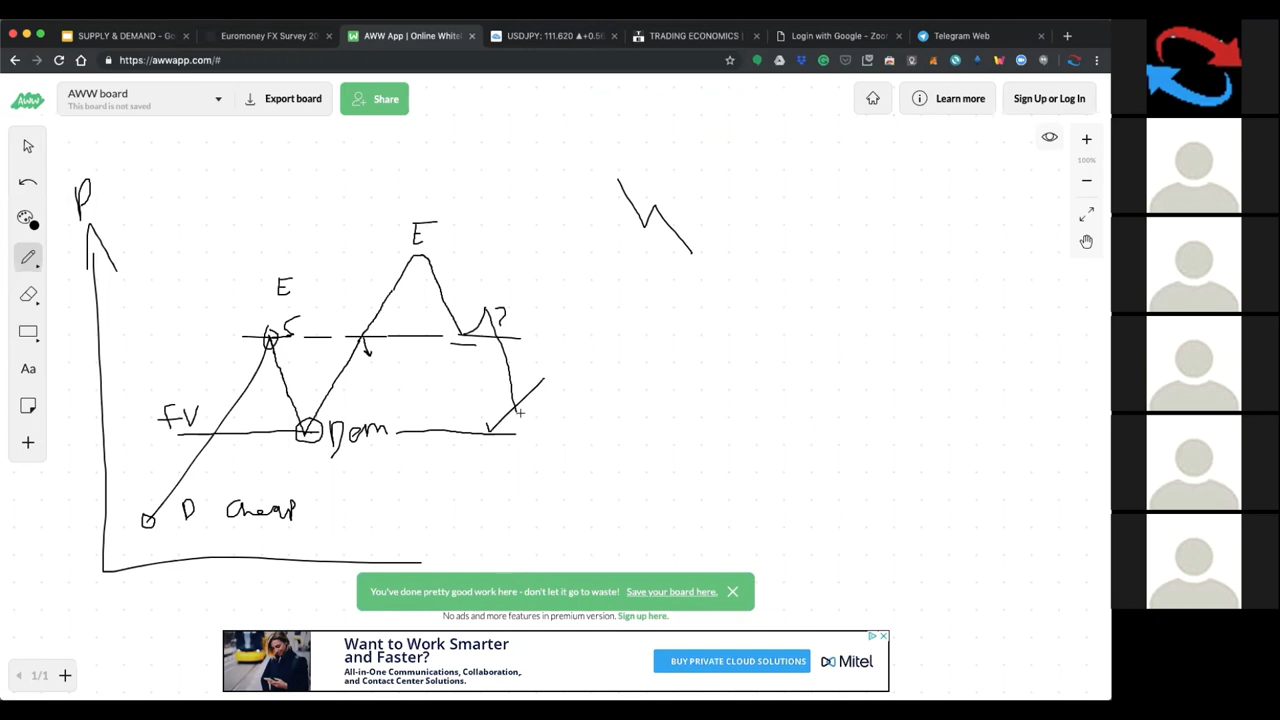 SUPPLY & DEMAND - Go
Euromoney FX Survey 20
AWW App | Online Whitel
USDJPY: 111.620 ▲+0.56
TRADING ECONOMICS |
Login with Google - Zoo
Telegram Web
https://awwapp.com/#
AWW board
This board is not saved
Export board
Share
Learn more
Sign Up or Log In
100%
P
E
E
S
?
FV
Dem
D cheap
Aa
You've done pretty good work here - don't let it go to waste! Save your board here.
No ads and more features in premium version. Sign up here.
Want to Work Smarter
and Faster?
All-in-One Communications, Collaboration,
and Contact Center Solutions.
BUY PRIVATE CLOUD SOLUTIONS
Mitel
1/1